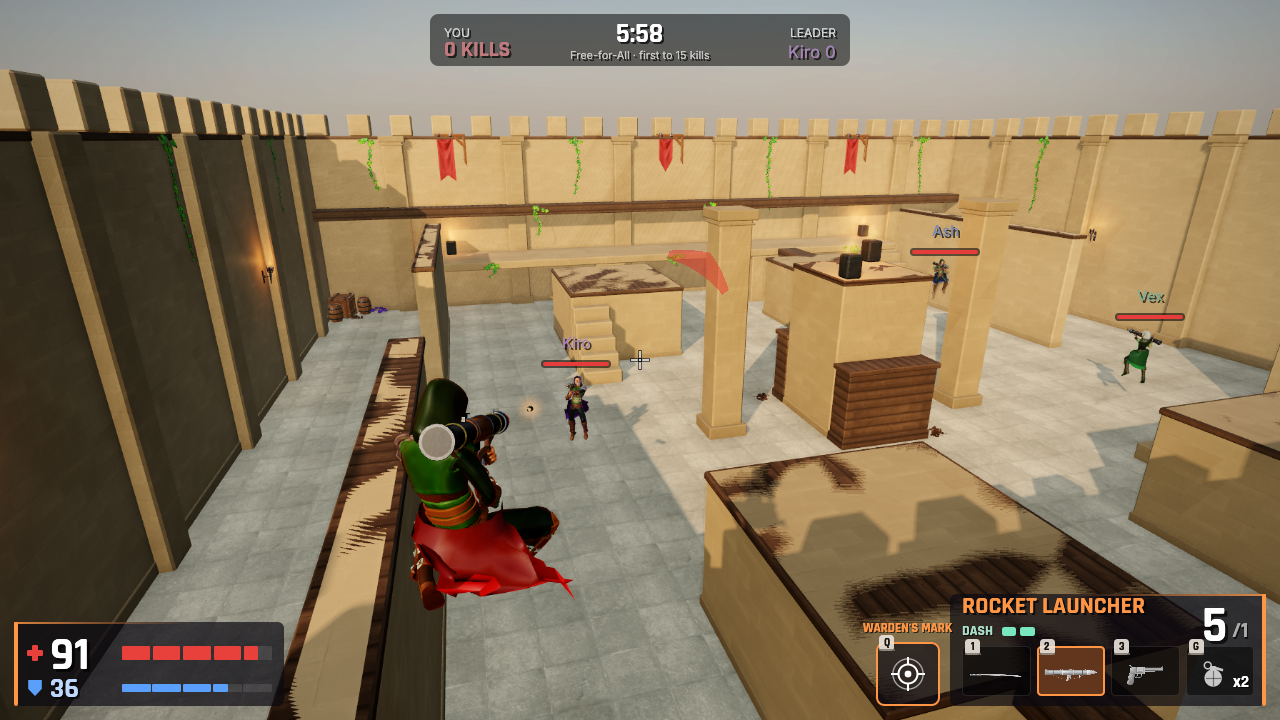 YOU
0 KILLS
5:58
Free-for-All · first to 15 kills
LEADER
Kiro 0
Ash
Vex
Kiro
91
36
WARDEN'S MARK
Q
ROCKET LAUNCHER
DASH
5/1
1
2
3
G
x2